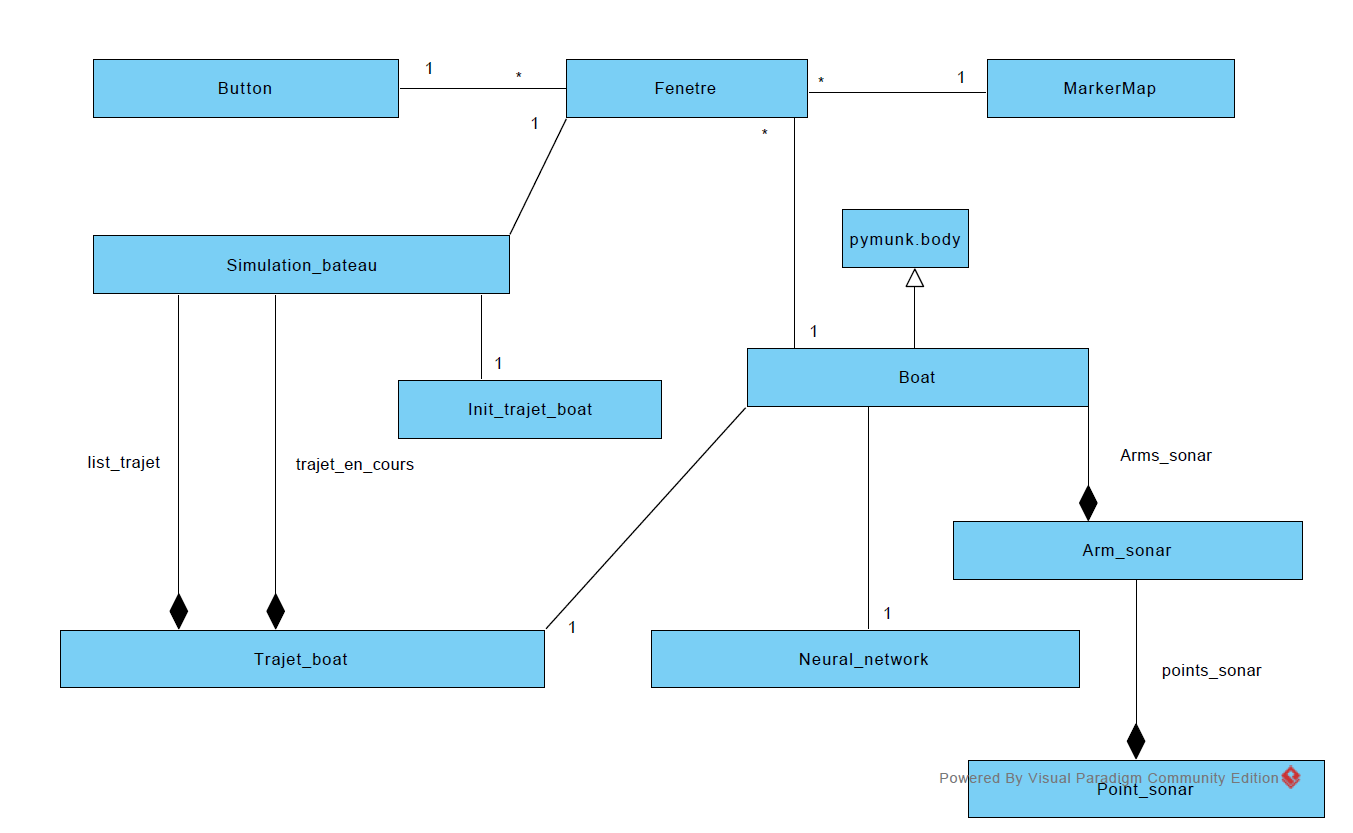 1
*
*
1
Button
Fenetre
MarkerMap
1
*
pymunk.body
Simulation_bateau
1
1
Boat
Init_trajet_boat
list_trajet
trajet_en_cours
Arms_sonar
Arm_sonar
1
1
Trajet_boat
Neural_network
points_sonar
Powered By Visual Paradigm Community Edition
Point_sonar